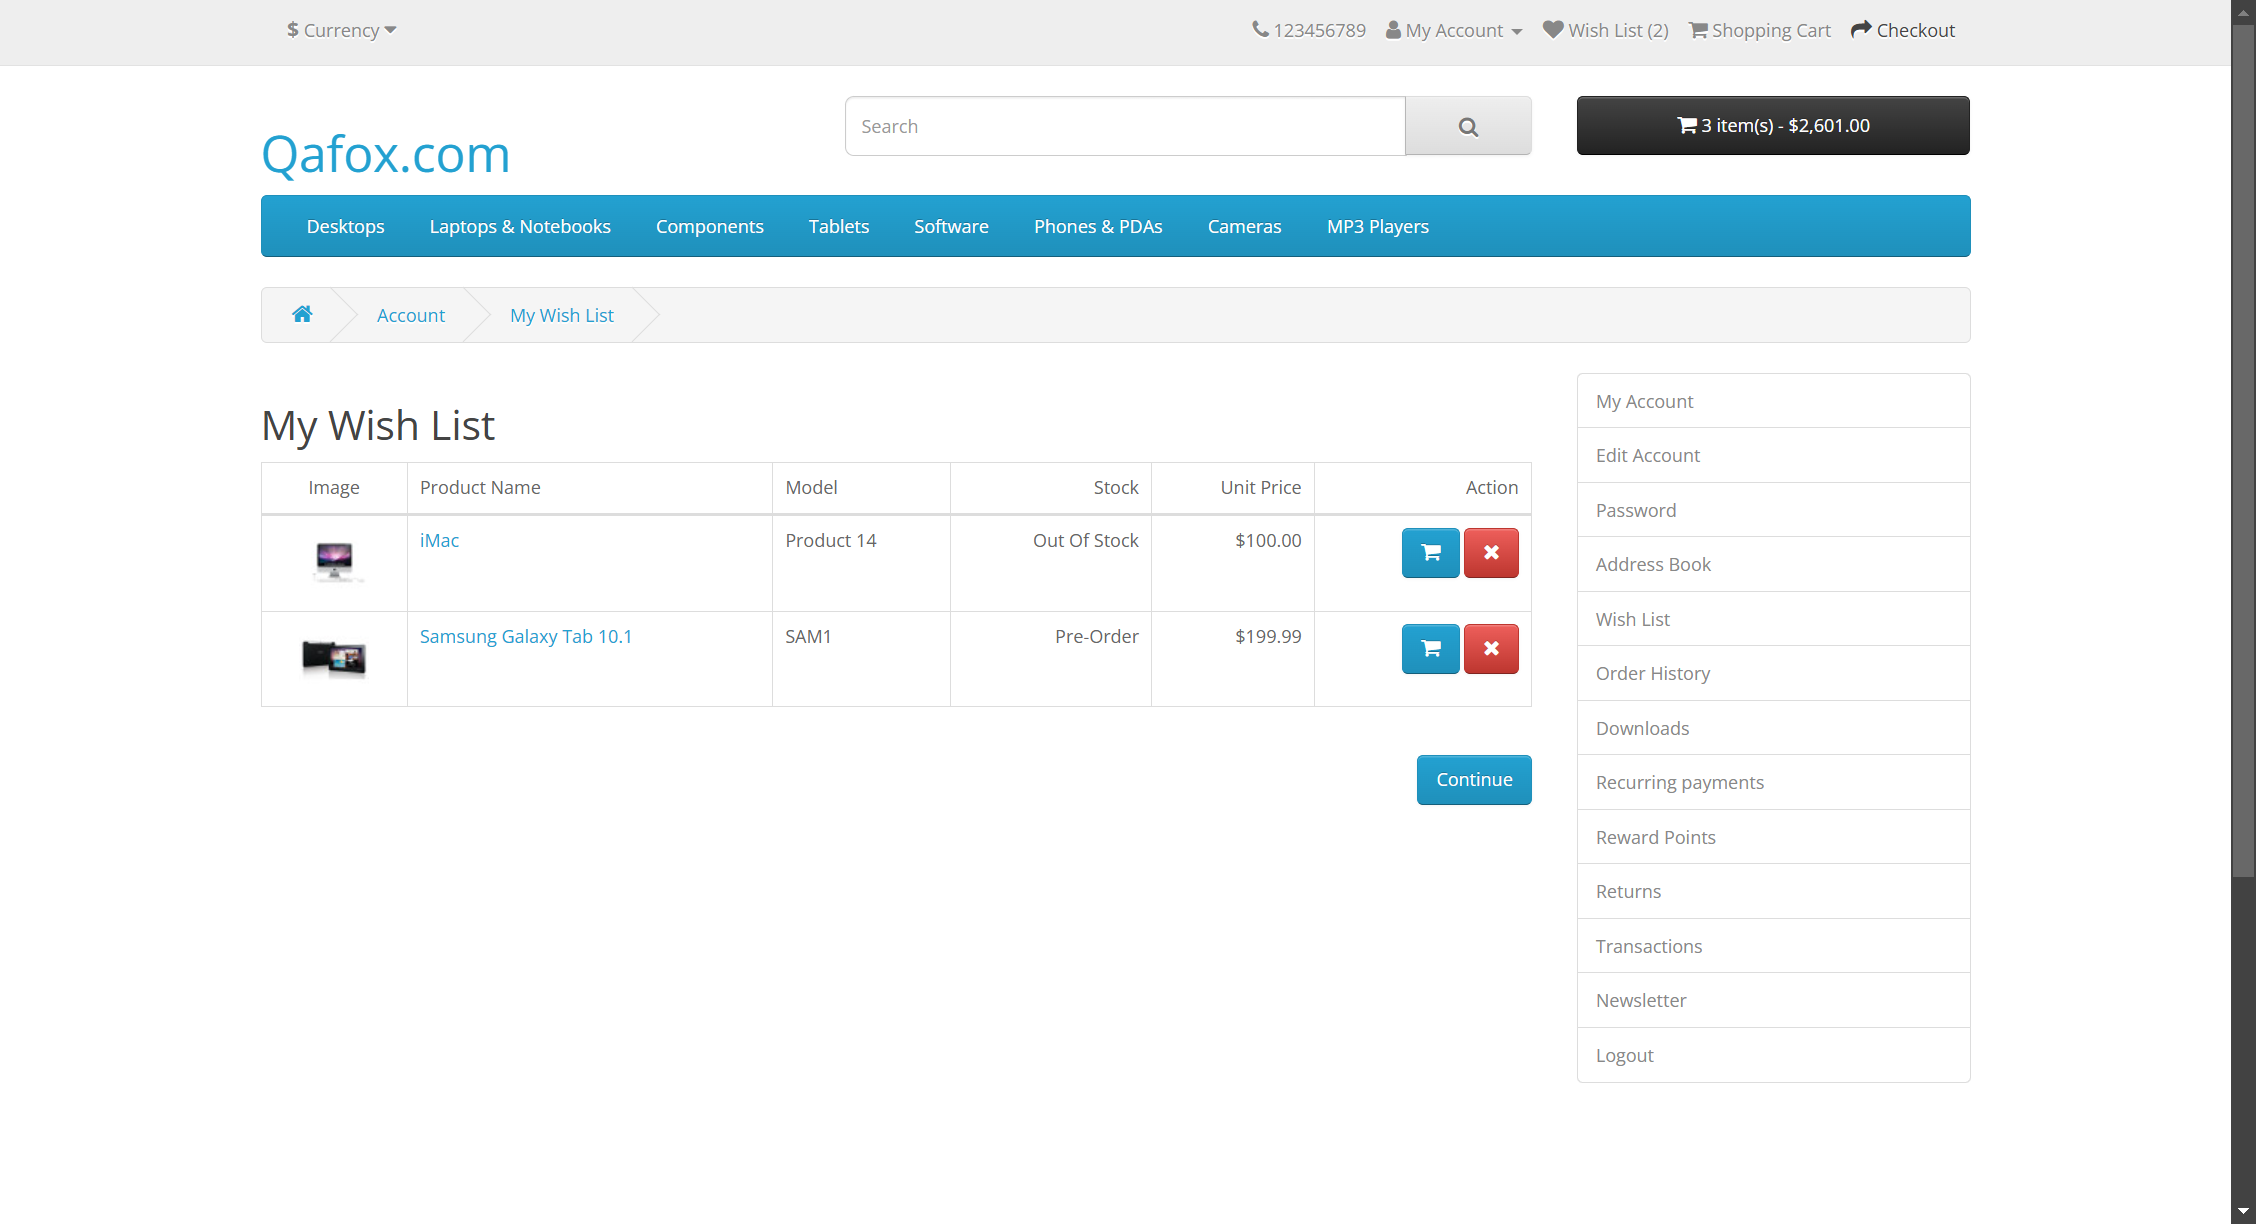 $ Currency
123456789 My Account Wish List (2) Shopping Cart Checkout
Search
3 item(s) - $2,601.00
Qafox.com
Desktops Laptops & Notebooks Components Tablets Software Phones & PDAs Cameras MP3 Players
Account My Wish List
My Wish List
Image Product Name Model Stock Unit Price Action
iMac Product 14 Out Of Stock $100.00
Samsung Galaxy Tab 10.1 SAM1 Pre-Order $199.99
Continue
My Account
Edit Account
Password
Address Book
Wish List
Order History
Downloads
Recurring payments
Reward Points
Returns
Transactions
Newsletter
Logout